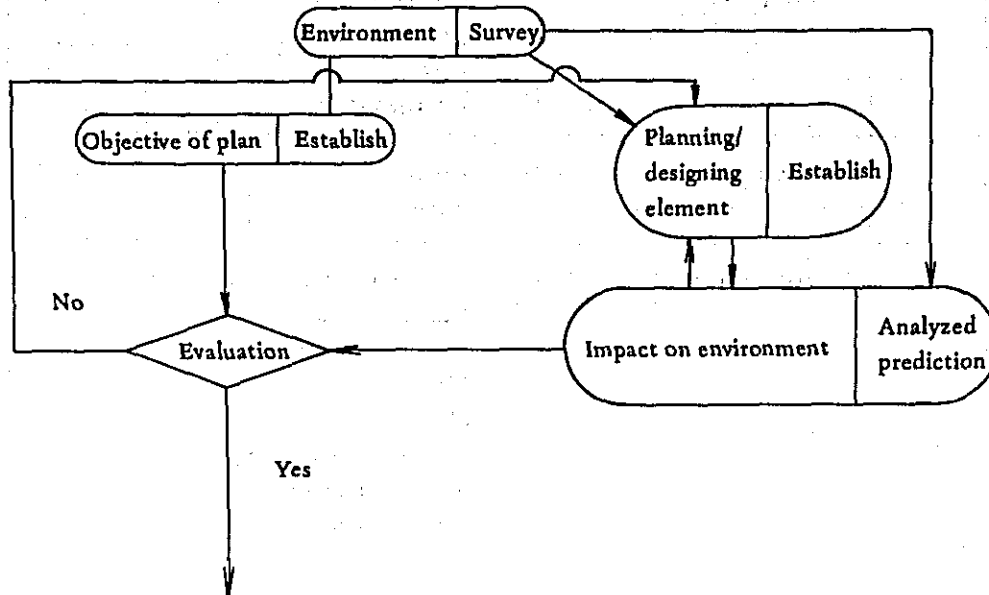 Environment Survey
Objective of plan Establish
Planning/
designing
element
Establish
No
Evaluation
Impact on environment
Analyzed
prediction
Yes